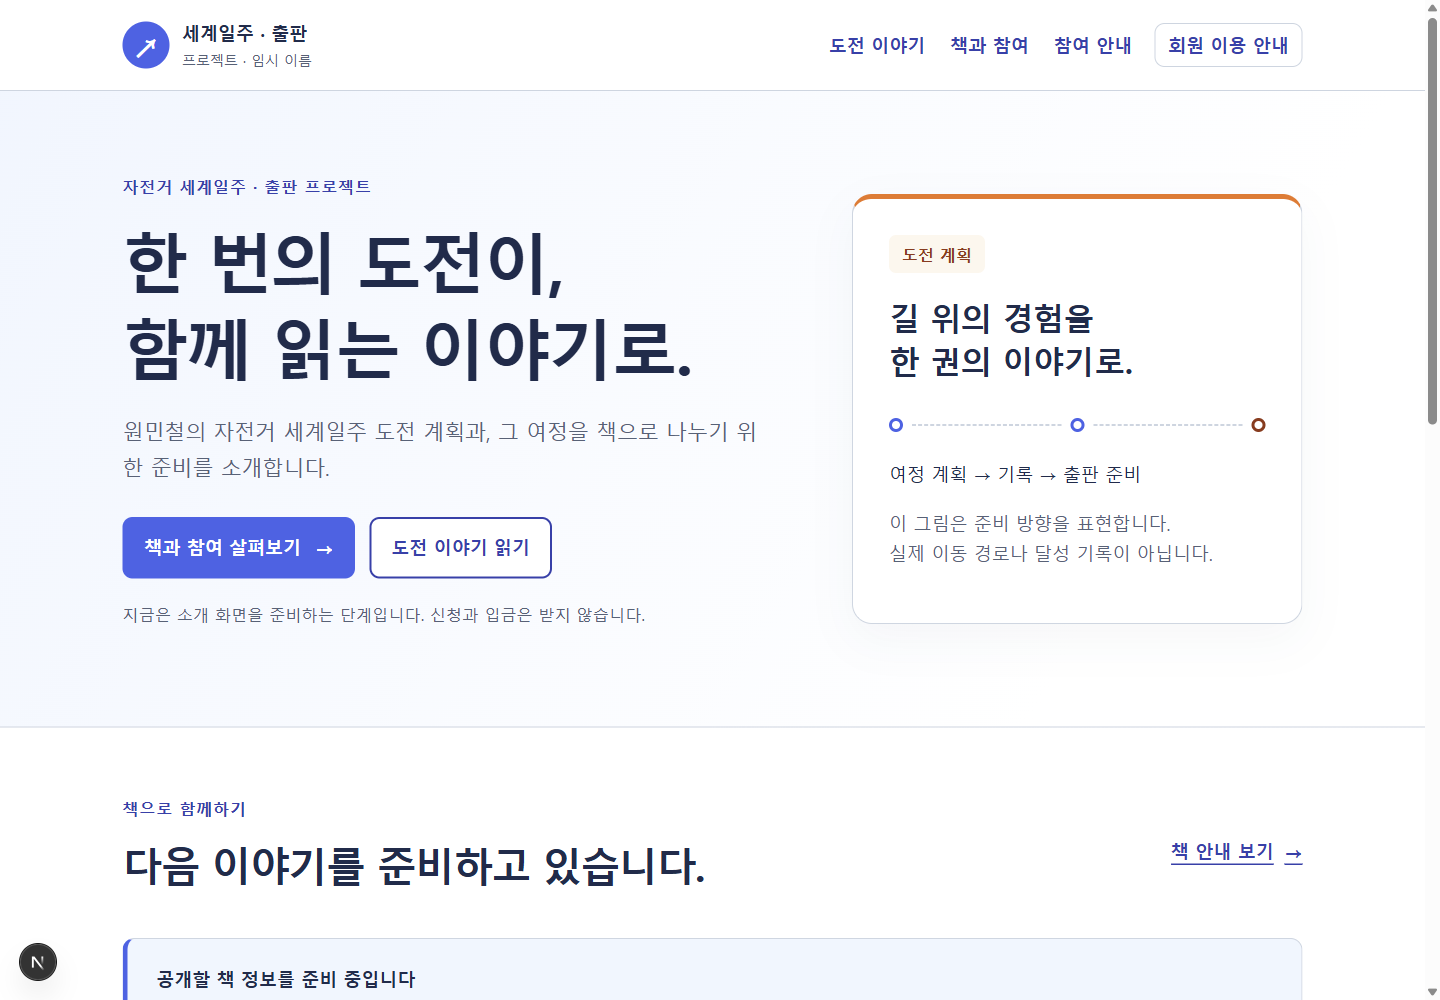 세계일주 · 출판
프로젝트 · 임시 이름
도전 이야기
책과 참여
참여 안내
회원 이용 안내
자전거 세계일주 · 출판 프로젝트
한 번의 도전이,
함께 읽는 이야기로.
원민철의 자전거 세계일주 도전 계획과, 그 여정을 책으로 나누기 위
한 준비를 소개합니다.
책과 참여 살펴보기 →
도전 이야기 읽기
지금은 소개 화면을 준비하는 단계입니다. 신청과 입금은 받지 않습니다.
도전 계획
길 위의 경험을
한 권의 이야기로.
여정 계획 → 기록 → 출판 준비
이 그림은 준비 방향을 표현합니다.
실제 이동 경로나 달성 기록이 아닙니다.
책으로 함께하기
다음 이야기를 준비하고 있습니다.
책 안내 보기 →
공개할 책 정보를 준비 중입니다
N